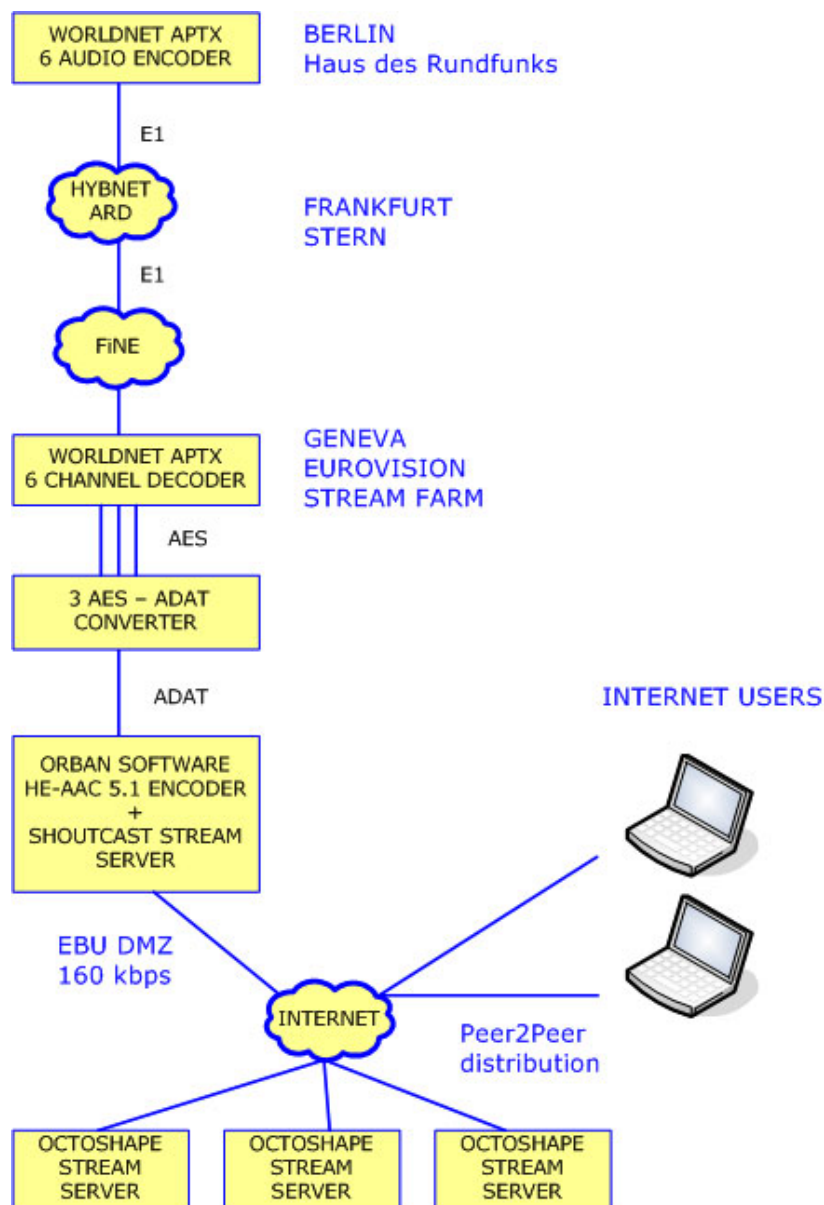 WORLDNET APTX
6 AUDIO ENCODER
BERLIN
Haus des Rundfunks
E1
HYBNET
ARD
FRANKFURT
STERN
E1
FiNE
WORLDNET APTX
6 CHANNEL DECODER
GENEVA
EUROVISION
STREAM FARM
AES
3 AES – ADAT
CONVERTER
ADAT
INTERNET USERS
ORBAN SOFTWARE
HE-AAC 5.1 ENCODER
+
SHOUTCAST STREAM
SERVER
EBU DMZ
160 kbps
INTERNET
Peer2Peer
distribution
OCTOSHAPE
STREAM
SERVER
OCTOSHAPE
STREAM
SERVER
OCTOSHAPE
STREAM
SERVER